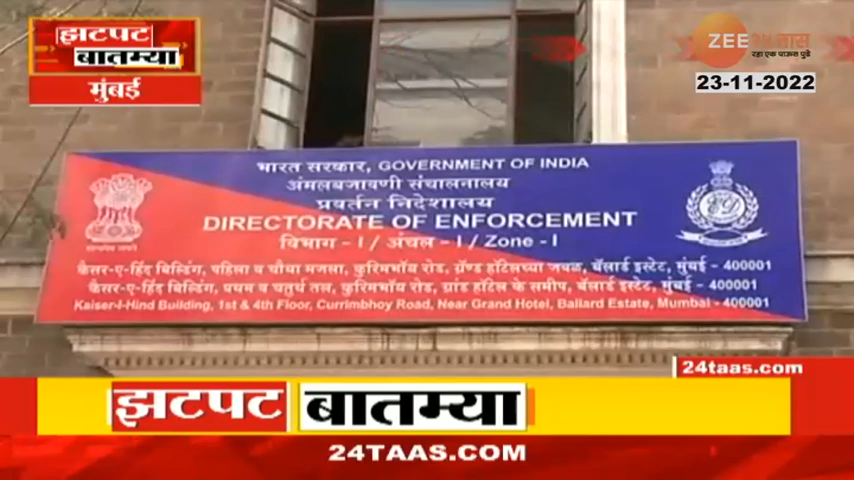 झटपट
बातम्या
मुंबई
ZEE २४ तास
रहा एक पाऊल पुढे
23-11-2022
भारत सरकार, GOVERNMENT OF INDIA
अंमलबजावणी संचालनालय
प्रवर्तन निदेशालय
DIRECTORATE OF ENFORCEMENT
विभाग - I / अंचल - I / Zone - I
कैसर-ए-हिंद बिल्डिंग, पहिला व चौथा मजला, कुरिमभॉय रोड, ग्रॅण्ड हॉटेलच्या जवळ, बॅलार्ड इस्टेट, मुंबई - 400001
कैसर-ए-हिंद बिल्डिंग, प्रथम व चतुर्थ तल, कुरिमभॉय रोड, ग्रांड हॉटेल के समीप, बॅलार्ड इस्टेट, मुंबई - 400001
Kaiser-I-Hind Building, 1st & 4th Floor, Currimbhoy Road, Near Grand Hotel, Ballard Estate, Mumbai - 400001
24taas.com
झटपट बातम्या
24TAAS.COM